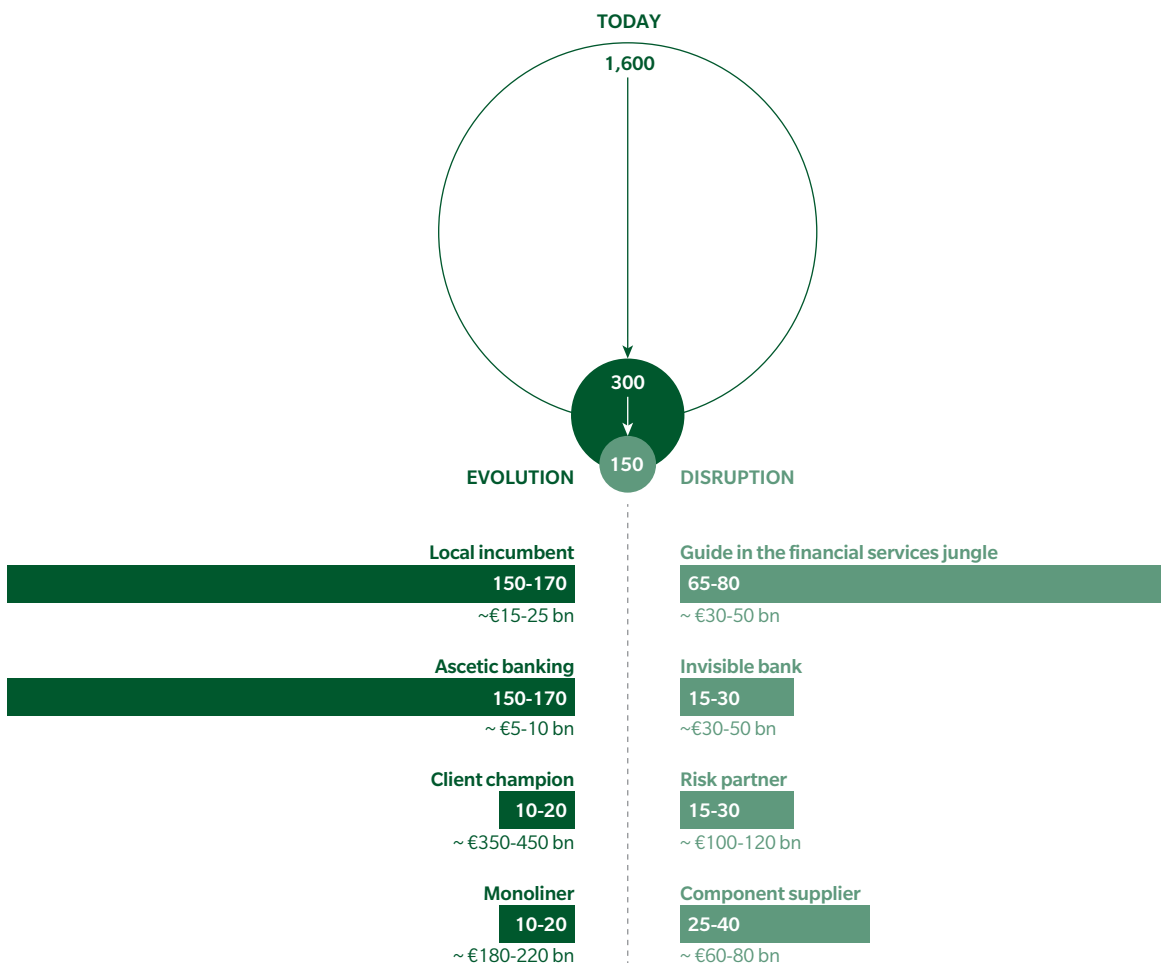 TODAY
1,600
300
150
EVOLUTION
DISRUPTION
Local incumbent
150-170
~€15-25 bn
Guide in the financial services jungle
65-80
~ €30-50 bn
Ascetic banking
150-170
~ €5-10 bn
Invisible bank
15-30
~€30-50 bn
Client champion
10-20
~ €350-450 bn
Risk partner
15-30
~ €100-120 bn
Monoliner
10-20
~ €180-220 bn
Component supplier
25-40
~ €60-80 bn